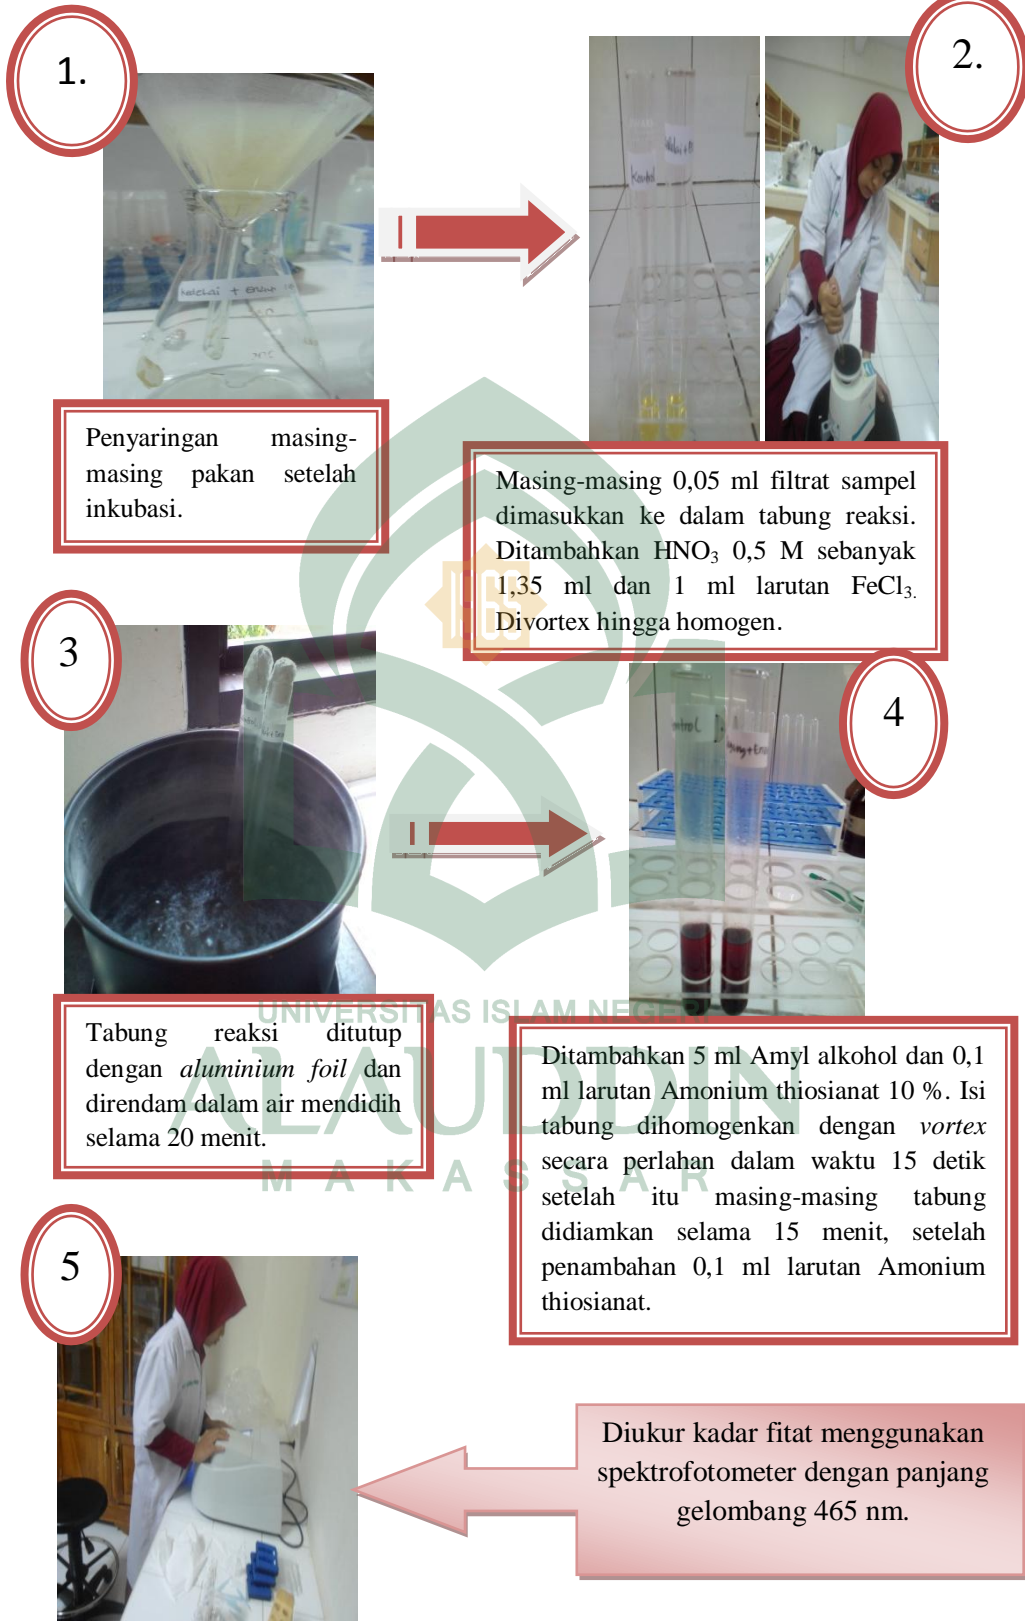 1.
2.
Kontrol
Kedelai + Enzim
Penyaringan masing-
masing pakan setelah
inkubasi.
Masing-masing 0,05 ml filtrat sampel
dimasukkan ke dalam tabung reaksi.
Ditambahkan HNO₃ 0,5 M sebanyak
1,35 ml dan 1 ml larutan FeCl₃.
Divortex hingga homogen.
1965
3
4
UNIVERSITAS ISLAM NEGERI
ALAUDDIN
MAKASSAR
Tabung reaksi ditutup
dengan aluminium foil dan
direndam dalam air mendidih
selama 20 menit.
Ditambahkan 5 ml Amyl alkohol dan 0,1
ml larutan Amonium thiosianat 10 %. Isi
tabung dihomogenkan dengan vortex
secara perlahan dalam waktu 15 detik
setelah itu masing-masing tabung
didiamkan selama 15 menit, setelah
penambahan 0,1 ml larutan Amonium
thiosianat.
5
Diukur kadar fitat menggunakan
spektrofotometer dengan panjang
gelombang 465 nm.